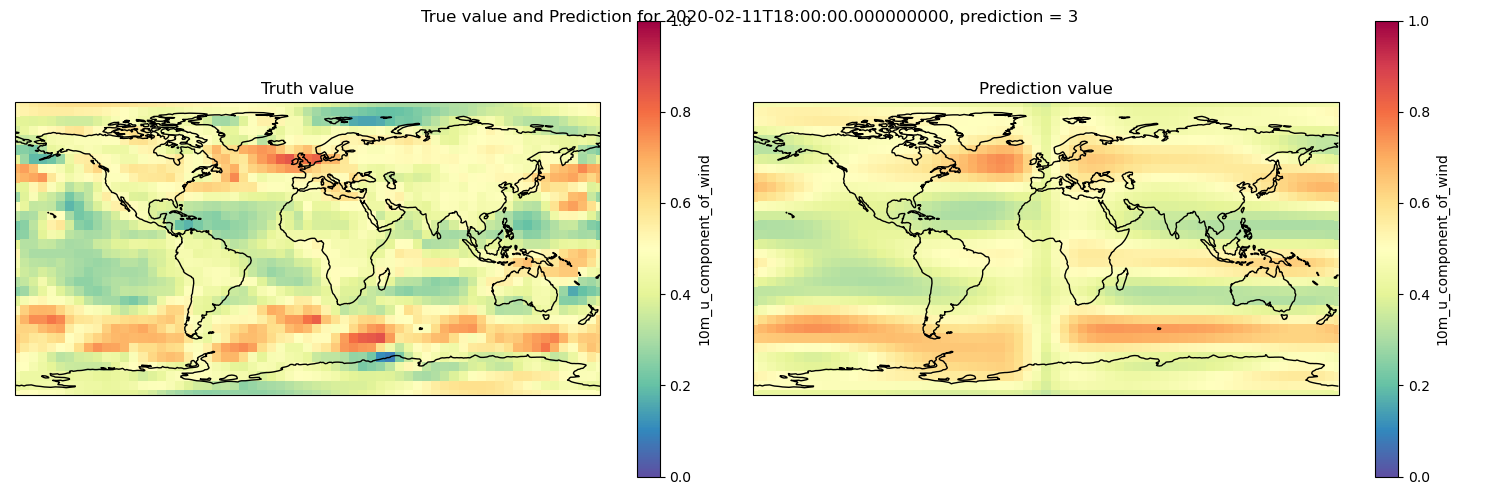 True value and Prediction for 2020-02-11T18:00:00.000000000, prediction = 3
Truth value
1.0
0.8
0.6
0.4
0.2
0.0
10m_u_component_of_wind
Prediction value
1.0
0.8
0.6
0.4
0.2
0.0
10m_u_component_of_wind